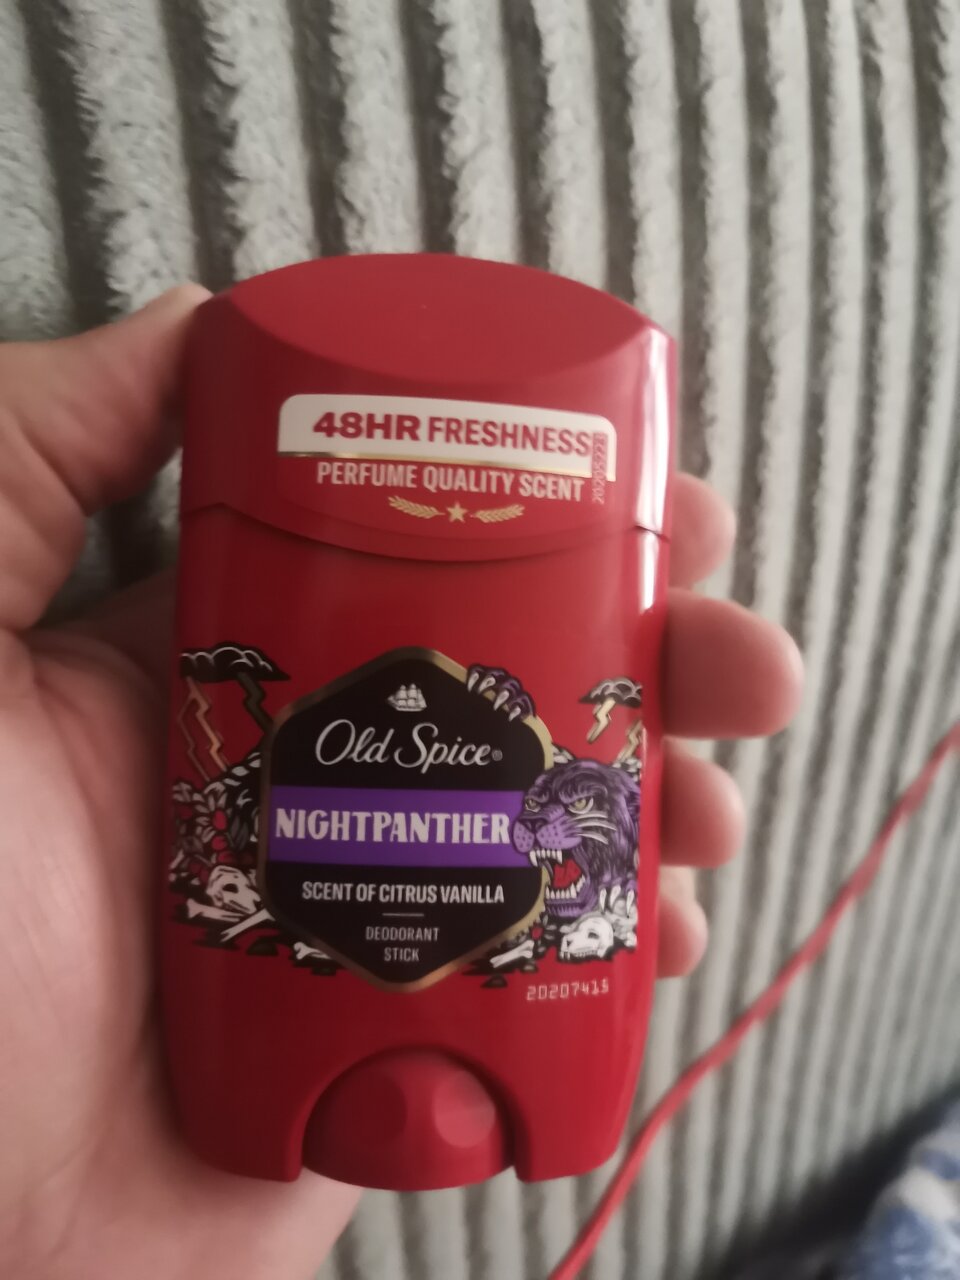 48HR FRESHNESS
PERFUME QUALITY SCENT
Old Spice®
NIGHTPANTHER
SCENT OF CITRUS VANILLA
DEODORANT
STICK
20207415